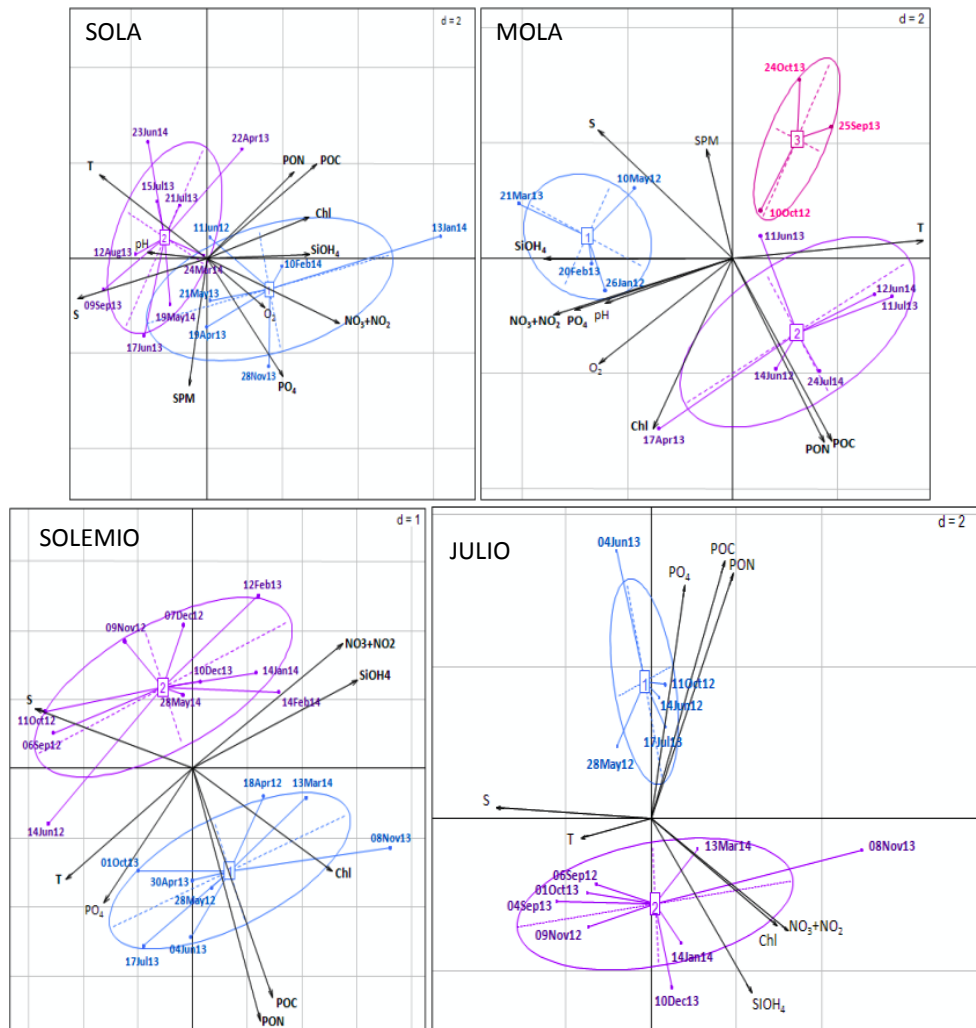 SOLA
d = 2
23Jun14
22Apr13
PON
POC
T
15Jul13
21Jul13
Chl
11Jun12
13Jan14
pH
2
12Aug13
SiOH₄
24Mar14
10Feb14
09Sep13
21May13
1
S
O₂
19May14
NO₃+NO₂
19Apr13
17Jun13
28Nov13
PO₄
SPM
MOLA
d = 2
24Oct13
S
25Sep13
SPM
3
10May12
21Mar13
10Oct12
T
1
11Jun13
SiOH₄
20Feb13
26Jan12
12Jun14
11Jul13
pH
NO₃+NO₂
PO₄
2
O₂
14Jun12
24Jul14
Chl
17Apr13
POC
PON
SOLEMIO
d = 1
12Feb13
07Dec12
09Nov12
NO3+NO2
10Dec13
14Jan14
SiOH4
2
28May14
14Feb14
S
11Oct12
06Sep12
18Apr12
13Mar14
14Jun12
08Nov13
01Oct13
1
Chl
T
30Apr13
28May12
PO₄
17Jul13
04Jun13
POC
PON
JULIO
d = 2
04Jun13
POC
PON
PO₄
1
11Oct12
14Jun12
17Jul13
28May12
S
T
13Mar14
08Nov13
06Sep12
01Oct13
04Sep13
2
09Nov12
NO₃+NO₂
Chl
14Jan14
10Dec13
SIOH₄